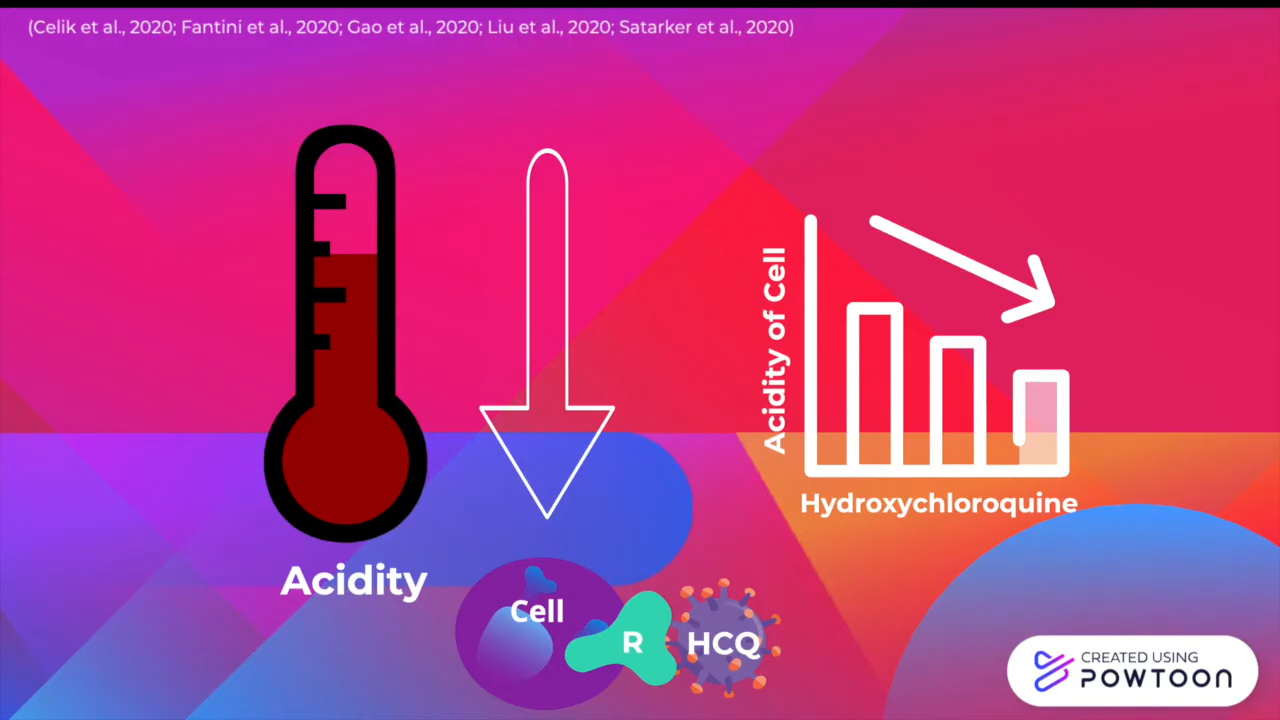 (Celik et al., 2020; Fantini et al., 2020; Gao et al., 2020; Liu et al., 2020; Satarker et al., 2020)
Acidity of Cell
Hydroxychloroquine
Acidity
Cell
R
HCQ
CREATED USING
POWTOON